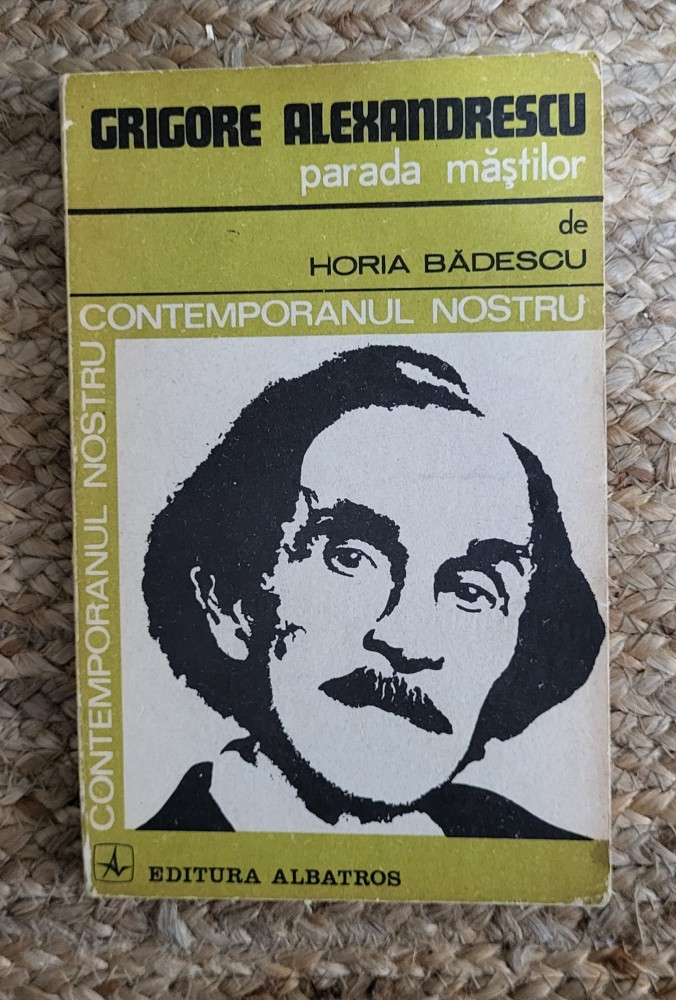 GRIGORE ALEXANDRESCU
parada măştilor
de
HORIA BĂDESCU
CONTEMPORANUL NOSTRU
CONTEMPORANUL NOSTRU
EDITURA ALBATROS